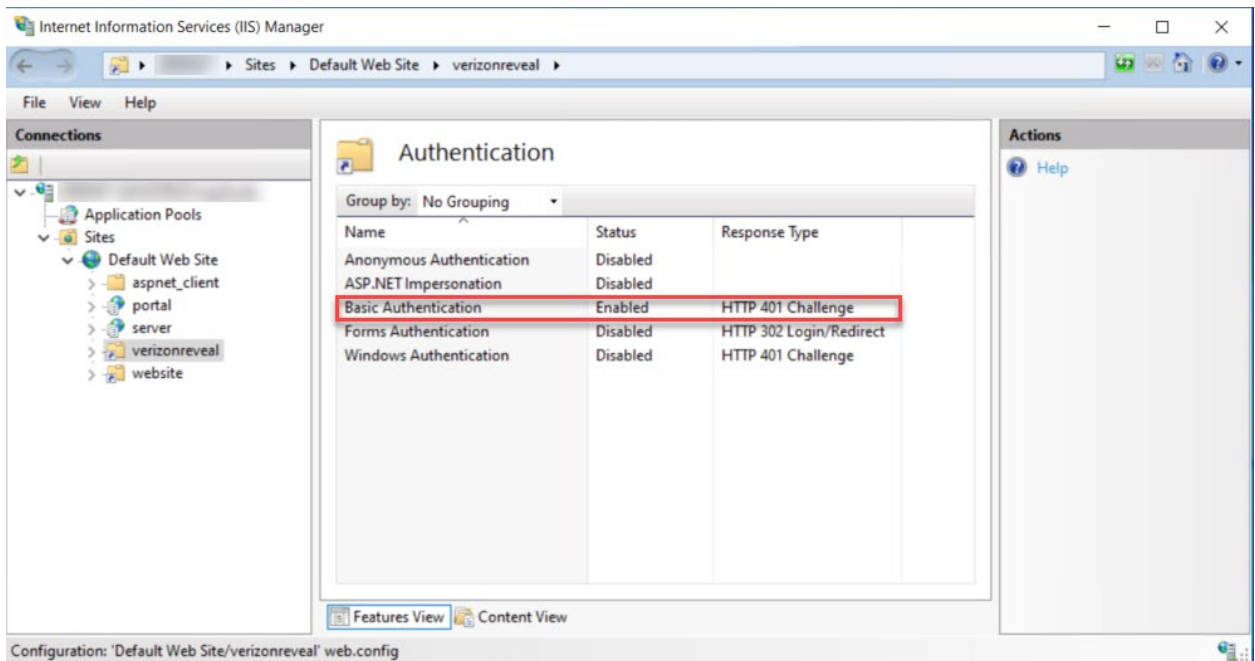 Internet Information Services (IIS) Manager
Sites Default Web Site verizonreveal
File View Help
Connections
Application Pools
Sites
Default Web Site
aspnet_client
portal
server
verizonreveal
website
Authentication
Group by: No Grouping
Name Status Response Type
Anonymous Authentication Disabled
ASP.NET Impersonation Disabled
Basic Authentication Enabled HTTP 401 Challenge
Forms Authentication Disabled HTTP 302 Login/Redirect
Windows Authentication Disabled HTTP 401 Challenge
Features View Content View
Actions
Help
Configuration: 'Default Web Site/verizonreveal' web.config